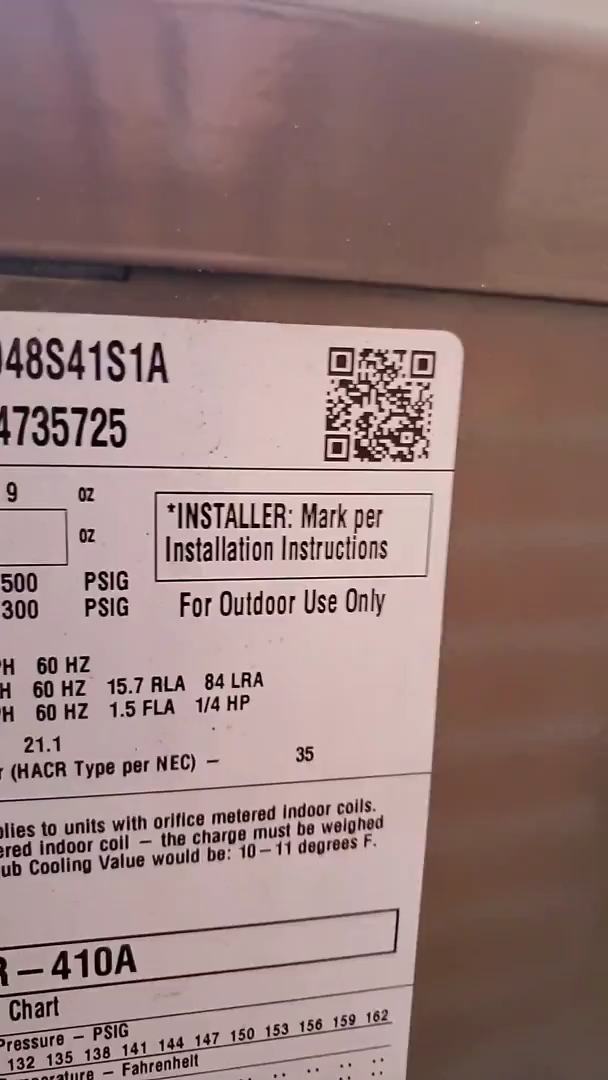 48S41S1A
4735725
9 OZ
OZ
*INSTALLER: Mark per
Installation Instructions
500 PSIG
300 PSIG
For Outdoor Use Only
H 60 HZ
H 60 HZ 15.7 RLA 84 LRA
H 60 HZ 1.5 FLA 1/4 HP
21.1
(HACR Type per NEC) – 35
plies to units with orifice metered indoor coils.
ered indoor coil – the charge must be weighed
ub Cooling Value would be: 10 – 11 degrees F.
R – 410A
Chart
Pressure – PSIG
132 135 138 141 144 147 150 153 156 159 162
erature – Fahrenheit